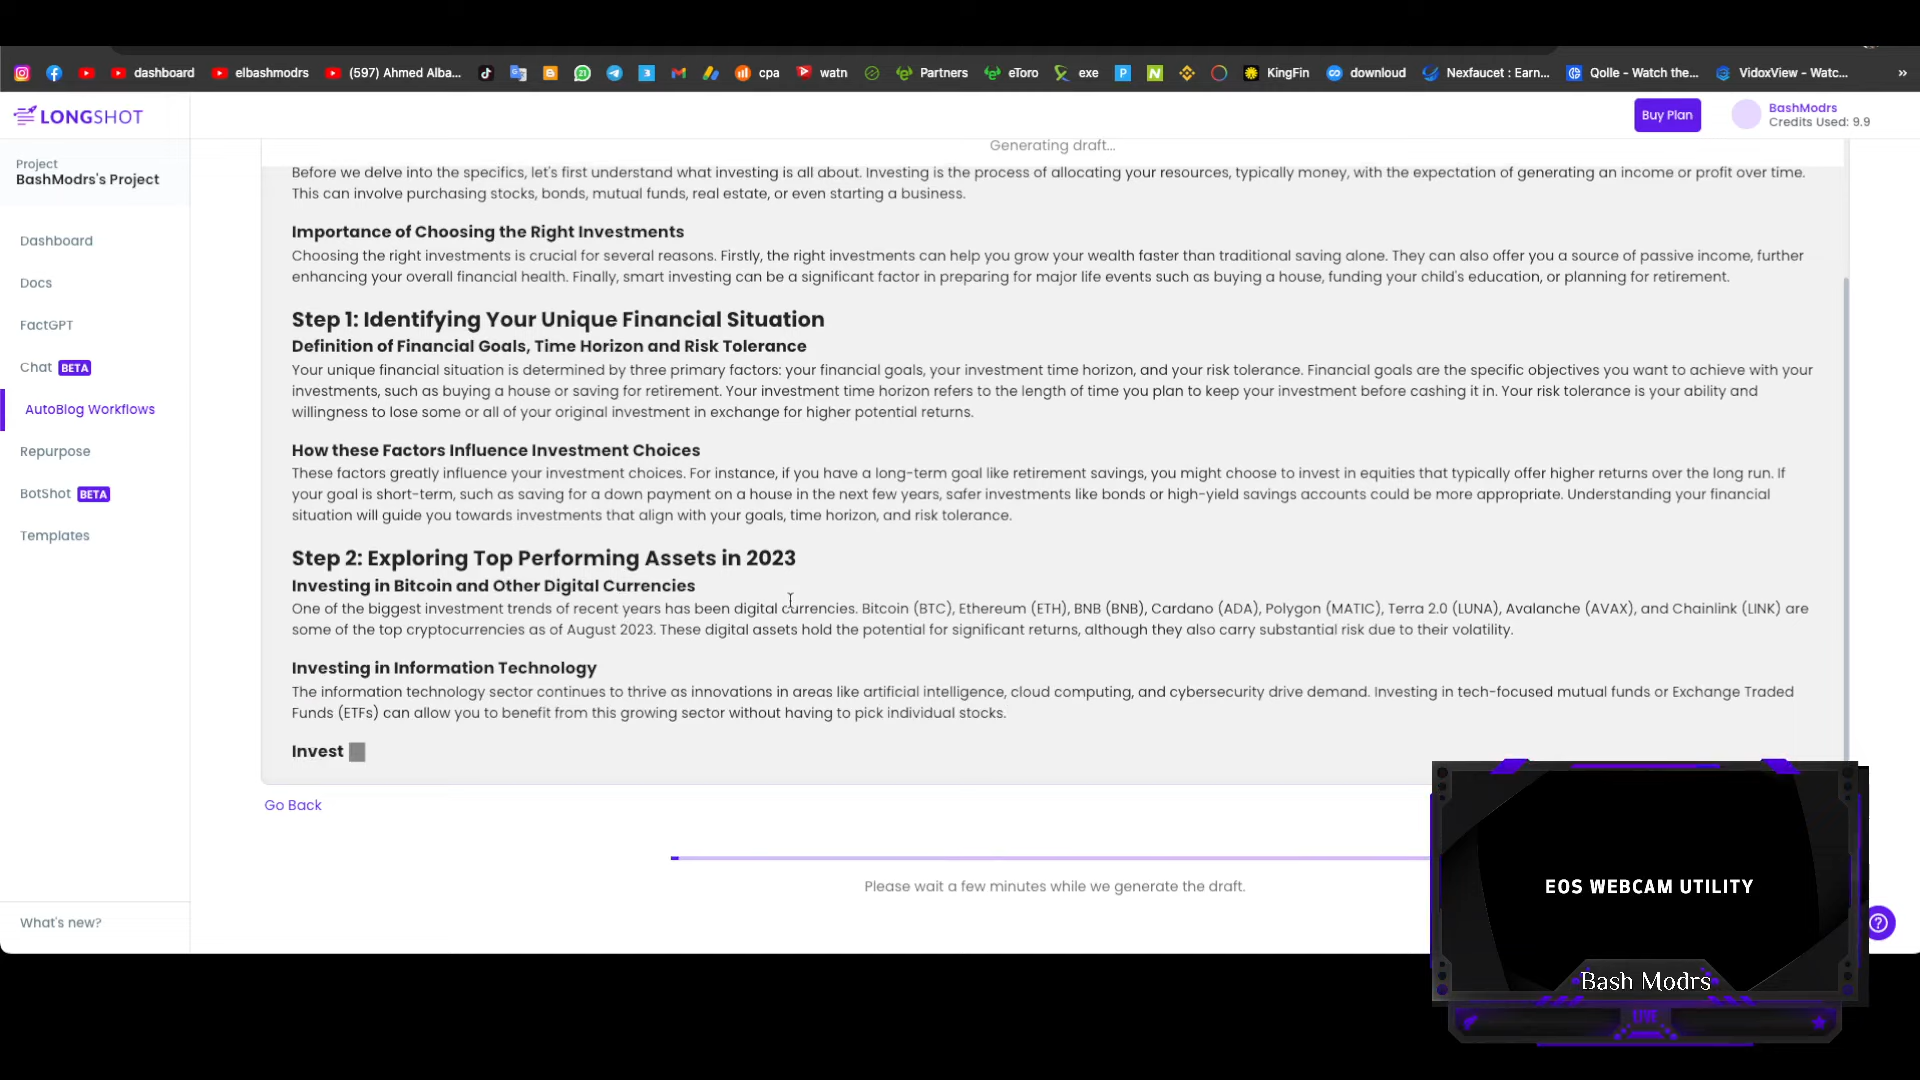 dashboard
elbashmodrs
(597) Ahmed Alba...
cpa
watn
Partners
eToro
exe
KingFin
downloud
Nexfaucet : Earn...
Qolle - Watch the...
VidoxView - Watc...
»
LONGSHOT
Buy Plan
BashModrs
Credits Used: 9.9
Project
BashModrs's Project
Dashboard
Docs
FactGPT
Chat BETA
AutoBlog Workflows
Repurpose
BotShot BETA
Templates
What's new?
Generating draft...
Before we delve into the specifics, let's first understand what investing is all about. Investing is the process of allocating your resources, typically money, with the expectation of generating an income or profit over time.
This can involve purchasing stocks, bonds, mutual funds, real estate, or even starting a business.
Importance of Choosing the Right Investments
Choosing the right investments is crucial for several reasons. Firstly, the right investments can help you grow your wealth faster than traditional saving alone. They can also offer you a source of passive income, further
enhancing your overall financial health. Finally, smart investing can be a significant factor in preparing for major life events such as buying a house, funding your child's education, or planning for retirement.
Step 1: Identifying Your Unique Financial Situation
Definition of Financial Goals, Time Horizon and Risk Tolerance
Your unique financial situation is determined by three primary factors: your financial goals, your investment time horizon, and your risk tolerance. Financial goals are the specific objectives you want to achieve with your
investments, such as buying a house or saving for retirement. Your investment time horizon refers to the length of time you plan to keep your investment before cashing it in. Your risk tolerance is your ability and
willingness to lose some or all of your original investment in exchange for higher potential returns.
How these Factors Influence Investment Choices
These factors greatly influence your investment choices. For instance, if you have a long-term goal like retirement savings, you might choose to invest in equities that typically offer higher returns over the long run. If
your goal is short-term, such as saving for a down payment on a house in the next few years, safer investments like bonds or high-yield savings accounts could be more appropriate. Understanding your financial
situation will guide you towards investments that align with your goals, time horizon, and risk tolerance.
Step 2: Exploring Top Performing Assets in 2023
Investing in Bitcoin and Other Digital Currencies
One of the biggest investment trends of recent years has been digital currencies. Bitcoin (BTC), Ethereum (ETH), BNB (BNB), Cardano (ADA), Polygon (MATIC), Terra 2.0 (LUNA), Avalanche (AVAX), and Chainlink (LINK) are
some of the top cryptocurrencies as of August 2023. These digital assets hold the potential for significant returns, although they also carry substantial risk due to their volatility.
Investing in Information Technology
The information technology sector continues to thrive as innovations in areas like artificial intelligence, cloud computing, and cybersecurity drive demand. Investing in tech-focused mutual funds or Exchange Traded
Funds (ETFs) can allow you to benefit from this growing sector without having to pick individual stocks.
Invest
Go Back
Please wait a few minutes while we generate the draft.
EOS WEBCAM UTILITY
Bash Modrs
LIVE